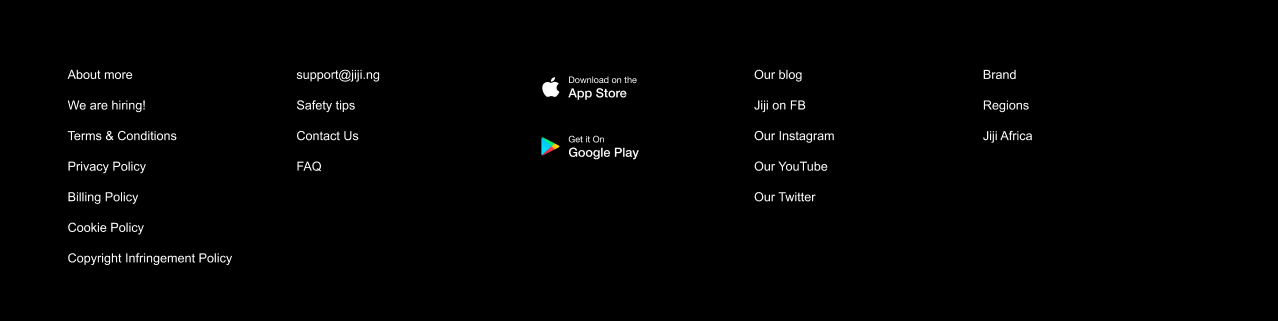 About more
We are hiring!
Terms & Conditions
Privacy Policy
Billing Policy
Cookie Policy
Copyright Infringement Policy
support@jiji.ng
Safety tips
Contact Us
FAQ
Download on the
App Store
Get it On
Google Play
Our blog
Jiji on FB
Our Instagram
Our YouTube
Our Twitter
Brand
Regions
Jiji Africa